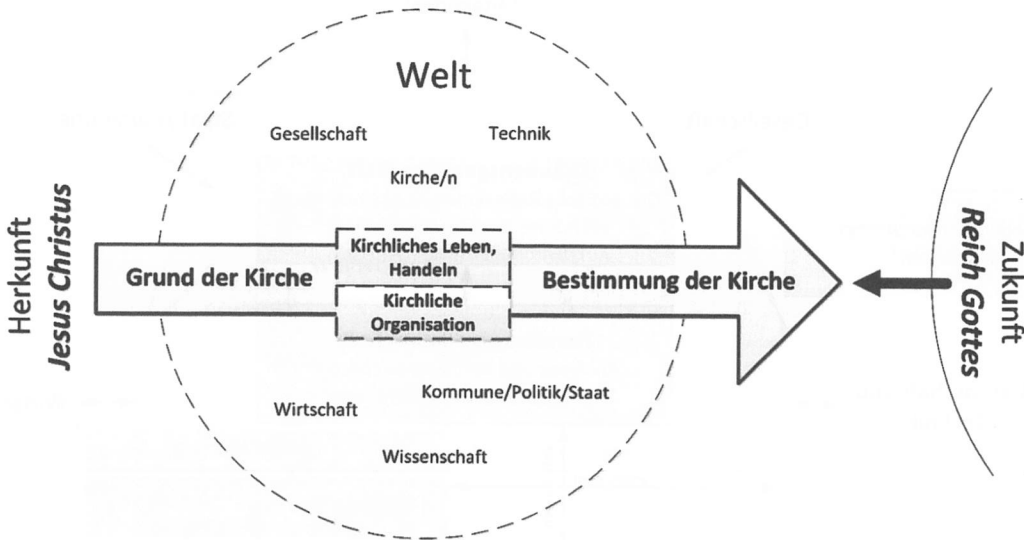 Welt
Gesellschaft
Technik
Kirche/n
Herkunft
Jesus Christus
Grund der Kirche
Kirchliches Leben,
Handeln
Kirchliche
Organisation
Bestimmung der Kirche
Reich Gottes
Zukunft
Kommune/Politik/Staat
Wirtschaft
Wissenschaft